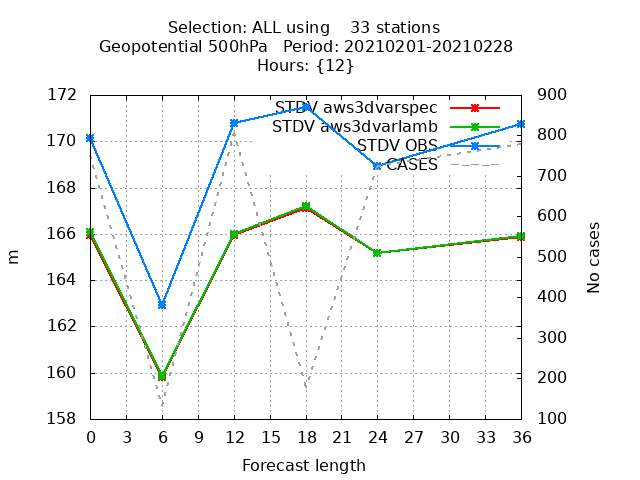 Selection: ALL using    33 stations
Geopotential 500hPa   Period: 20210201-20210228
Hours: {12}
172
170
168
166
164
162
160
158
m
STDV aws3dvarspec
STDV aws3dvarlamb
STDV OBS
CASES
900
800
700
600
500
400
300
200
100
No cases
0 3 6 9 12 15 18 21 24 27 30 33 36
Forecast length